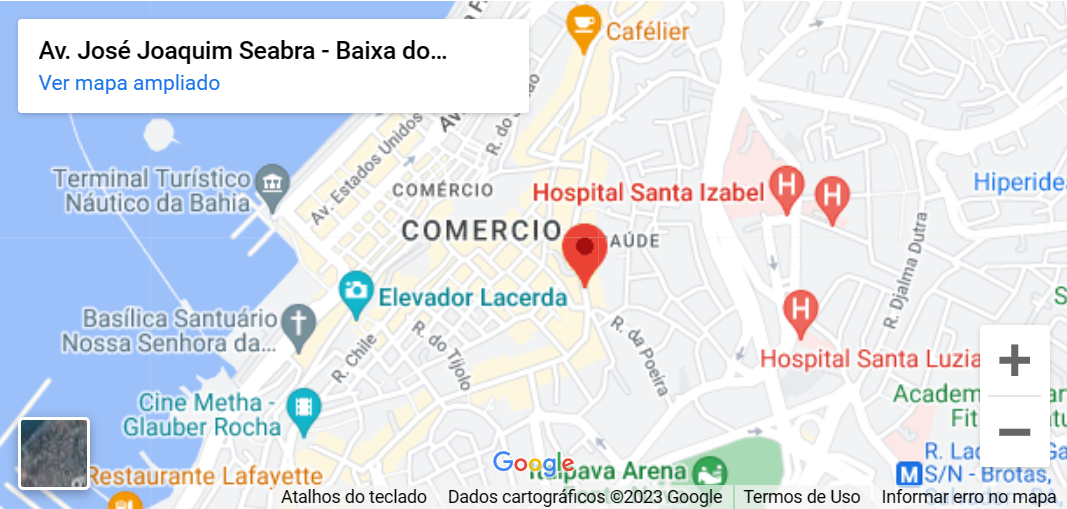 Av. José Joaquim Seabra - Baixa do...
Ver mapa ampliado
Cafélier
R. do
Av. Estados Unidos
Terminal Turístico
Náutico da Bahia
COMÉRCIO
COMERCIO
Hospital Santa Izabel
AÚDE
Hiperidea
R. Djalma Dutra
Elevador Lacerda
Basílica Santuário
Nossa Senhora da...
R. Chile
R. do Tijolo
R. da Poeira
Hospital Santa Luzia
Academ
Fit
Cine Metha -
Glauber Rocha
Restaurante Lafayette
Google
Itaipava Arena
R. La
S/N - Brotas,
Atalhos do teclado
Dados cartográficos ©2023 Google
Termos de Uso
Informar erro no mapa